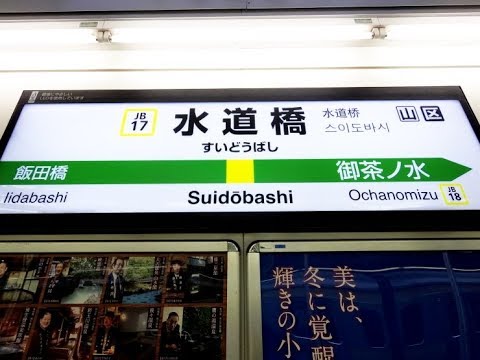 JB
17
水道橋
すいどうばし
水道桥
스이도바시
山 区
飯田橋
Iidabashi
Suidōbashi
御茶ノ水
Ochanomizu
JB
18
美は、
冬に覚醒
輝きの小